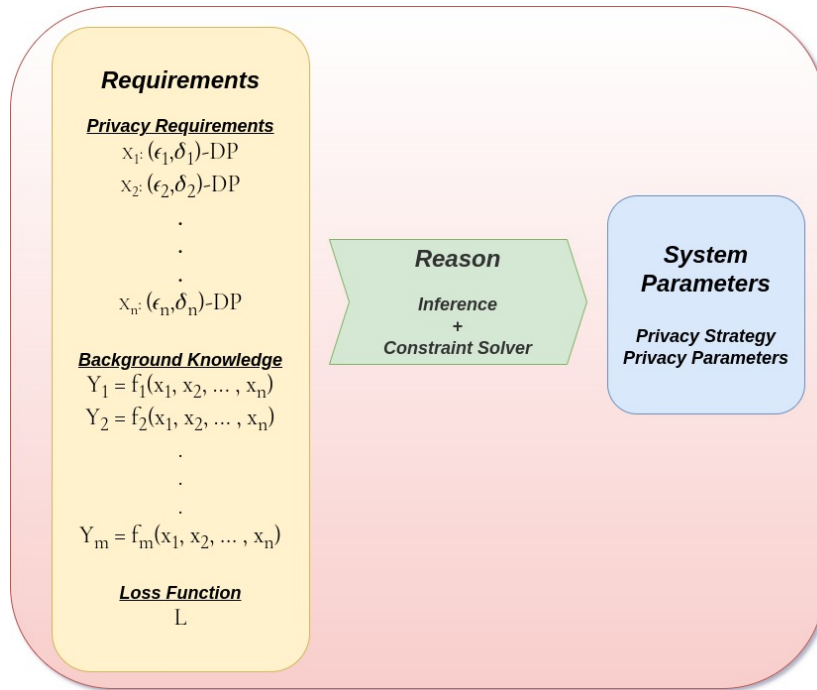 Requirements
Privacy Requirements
x₁: (ϵ₁,δ₁)-DP
x₂: (ϵ₂,δ₂)-DP
.
.
.
xₙ: (ϵₙ,δₙ)-DP
Background Knowledge
Y₁ = f₁(x₁, x₂, ... , xₙ)
Y₂ = f₂(x₁, x₂, ... , xₙ)
.
.
.
Yₘ = fₘ(x₁, x₂, ... , xₙ)
Loss Function
L
Reason
Inference
+
Constraint Solver
System
Parameters
Privacy Strategy
Privacy Parameters